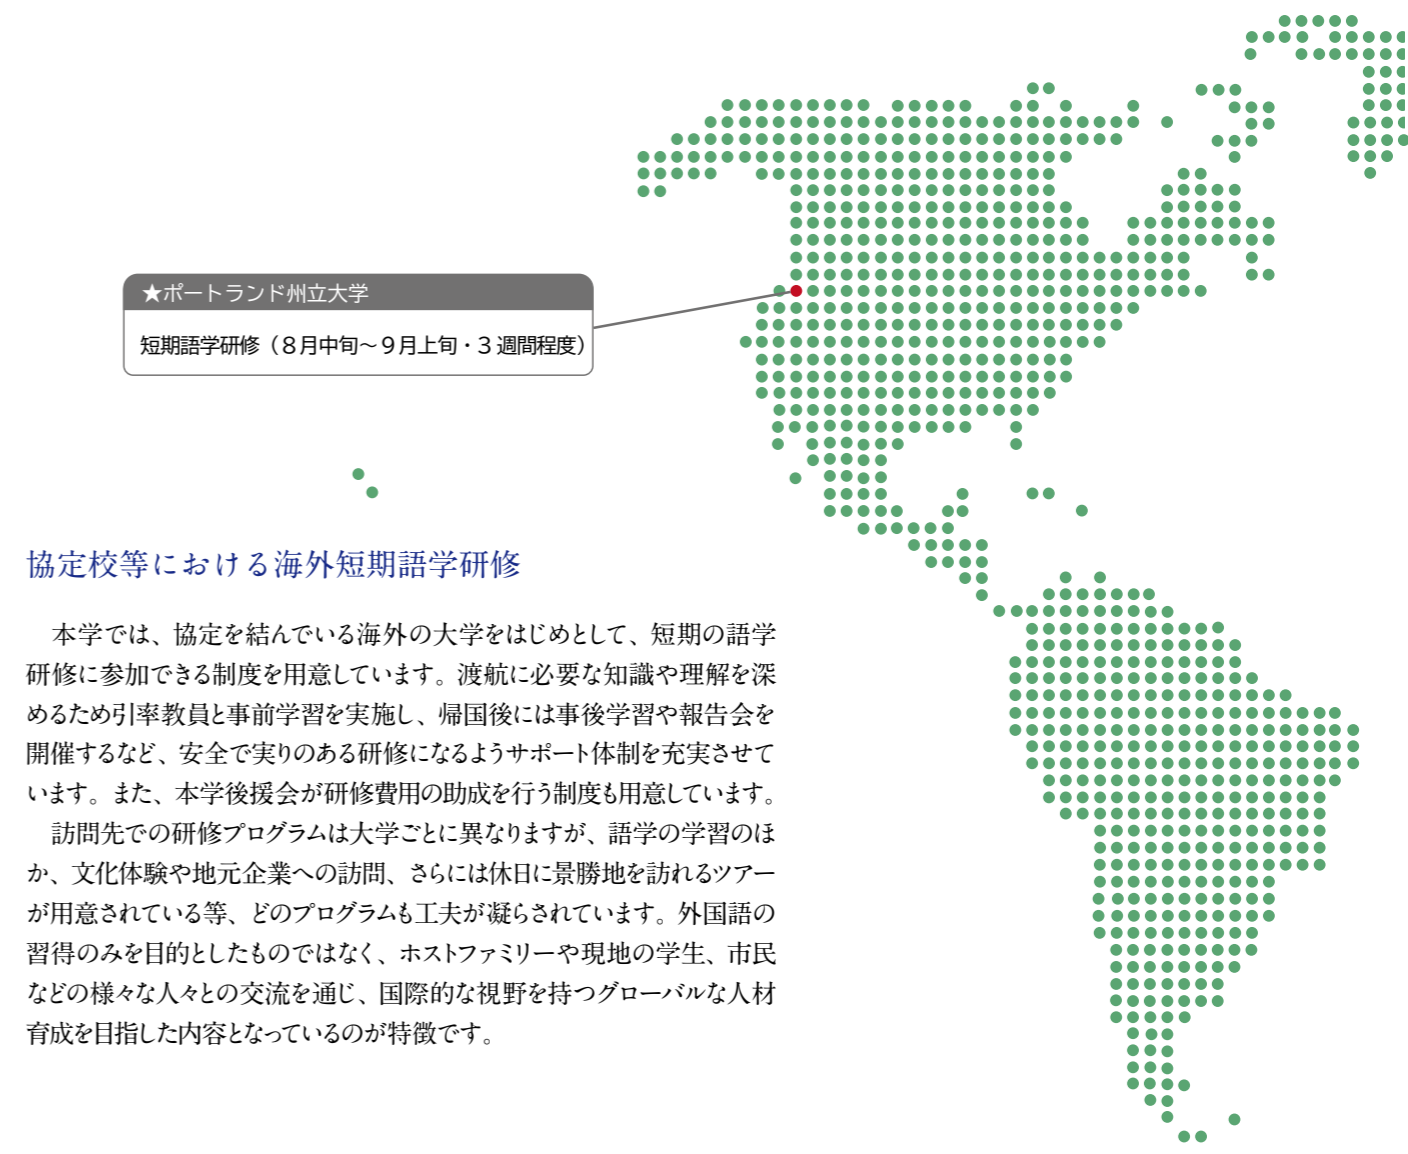 ★ポートランド州立大学
短期語学研修（８月中旬～９月上旬・３週間程度）
協定校等における海外短期語学研修
本学では、協定を結んでいる海外の大学をはじめとして、短期の語学
研修に参加できる制度を用意しています。渡航に必要な知識や理解を深
めるため引率教員と事前学習を実施し、帰国後には事後学習や報告会を
開催するなど、安全で実りのある研修になるようサポート体制を充実させて
います。また、本学後援会が研修費用の助成を行う制度も用意しています。
訪問先での研修プログラムは大学ごとに異なりますが、語学の学習のほ
か、文化体験や地元企業への訪問、さらには休日に景勝地を訪れるツアー
が用意されている等、どのプログラムも工夫が凝らされています。外国語の
習得のみを目的としたものではなく、ホストファミリーや現地の学生、市民
などの様々な人々との交流を通じ、国際的な視野を持つグローバルな人材
育成を目指した内容となっているのが特徴です。